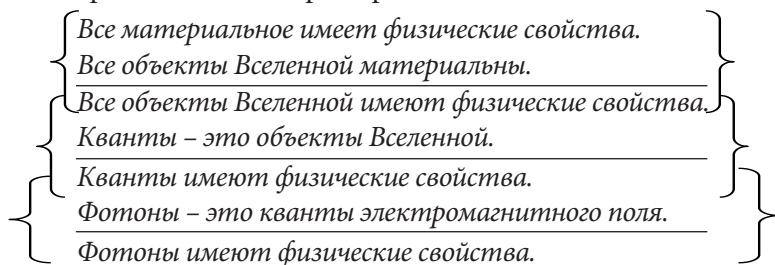 Все материальное имеет физические свойства.
Все объекты Вселенной материальны.
Все объекты Вселенной имеют физические свойства.
Кванты – это объекты Вселенной.
Кванты имеют физические свойства.
Фотоны – это кванты электромагнитного поля.
Фотоны имеют физические свойства.